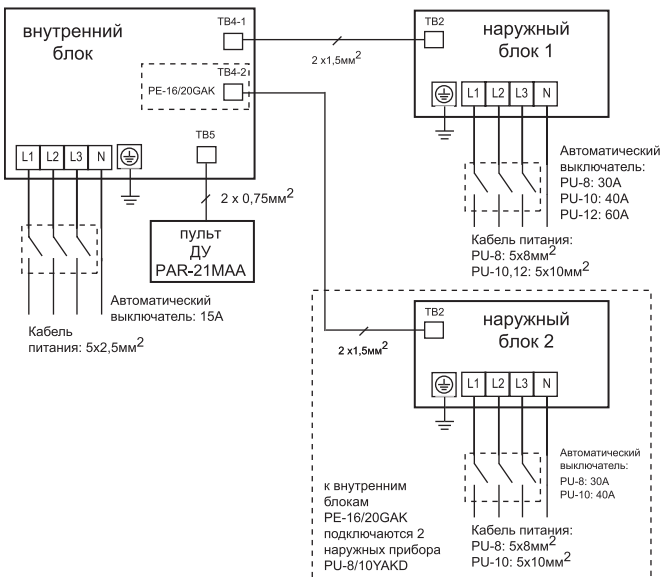 внутренний
блок
TB4-1
TB4-2
PE-16/20GAK
TB5
L1 L2 L3 N
2 x 0,75мм2
пульт
ДУ
PAR-21MAA
Автоматический
выключатель: 15A
Кабель
питания: 5x2,5мм2
2 x1,5мм2
TB2
наружный
блок 1
L1 L2 L3 N
Автоматический
выключатель:
PU-8: 30A
PU-10: 40A
PU-12: 60A
Кабель питания:
PU-8: 5x8мм2
PU-10,12: 5x10мм2
2 x1,5мм2
TB2
наружный
блок 2
L1 L2 L3 N
Автоматический
выключатель:
PU-8: 30A
PU-10: 40A
к внутренним
блокам
PE-16/20GAK
подключаются 2
наружных прибора
PU-8/10YAKD
Кабель питания:
PU-8: 5x8мм2
PU-10: 5x10мм2